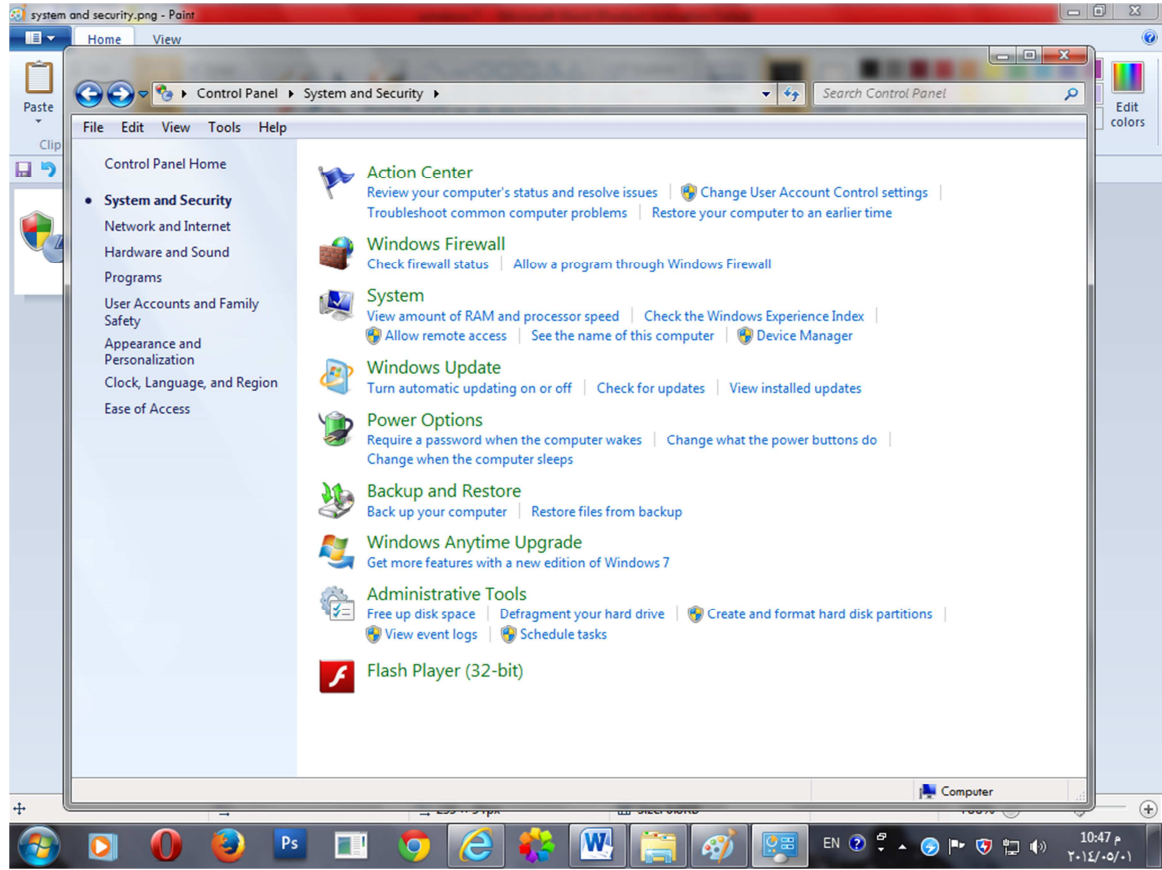 system and security.png - Paint
Home View
Paste
Clip
Edit
colors
Control Panel System and Security
Search Control Panel
File Edit View Tools Help
Control Panel Home
System and Security
Network and Internet
Hardware and Sound
Programs
User Accounts and Family
Safety
Appearance and
Personalization
Clock, Language, and Region
Ease of Access
Action Center
Review your computer's status and resolve issues Change User Account Control settings
Troubleshoot common computer problems Restore your computer to an earlier time
Windows Firewall
Check firewall status Allow a program through Windows Firewall
System
View amount of RAM and processor speed Check the Windows Experience Index
Allow remote access See the name of this computer Device Manager
Windows Update
Turn automatic updating on or off Check for updates View installed updates
Power Options
Require a password when the computer wakes Change what the power buttons do
Change when the computer sleeps
Backup and Restore
Back up your computer Restore files from backup
Windows Anytime Upgrade
Get more features with a new edition of Windows 7
Administrative Tools
Free up disk space Defragment your hard drive Create and format hard disk partitions
View event logs Schedule tasks
Flash Player (32-bit)
Computer
Ps
W
EN
10:47 م
٢٠١٤/٠٥/٠١